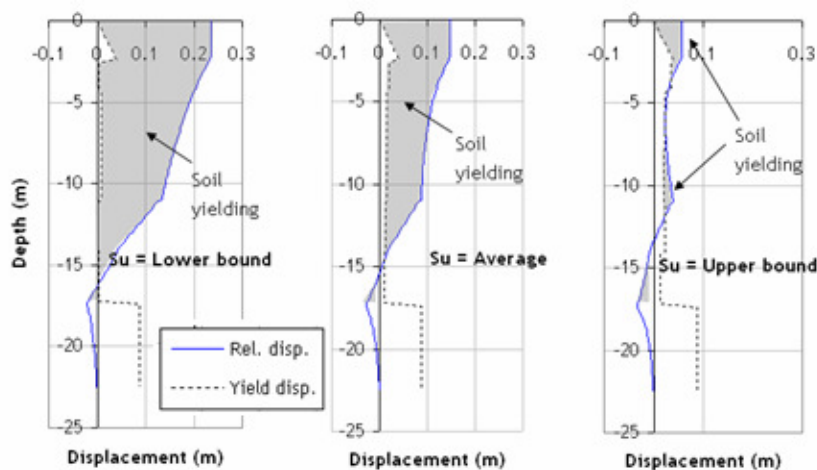 0 0 0
-0.1 0 0.1 0.2 0.3
-0.1 0 0.1 0.2 0.3
-0.1 0 0.1 0.3
-5 -5 -5
Soil yielding
Soil yielding
Soil yielding
-10 -10 -10
Depth (m)
Su = Lower bound
Su = Average
Su = Upper bound
-15 -15 -15
-20 -20 -20
Rel. disp.
Yield disp.
-25 -25 -25
Displacement (m)
Displacement (m)
Displacement (m)